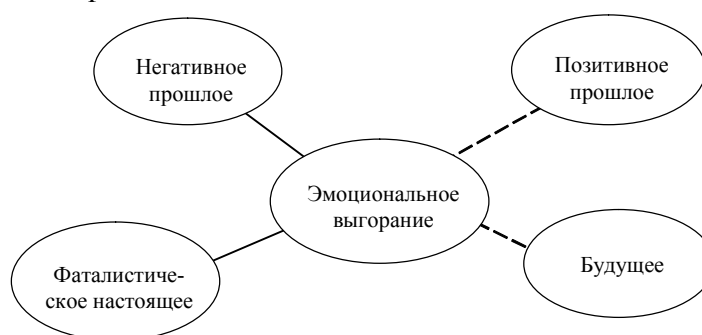 Негативное
прошлое
Позитивное
прошлое
Эмоциональное
выгорание
Фаталистиче-
ское настоящее
Будущее